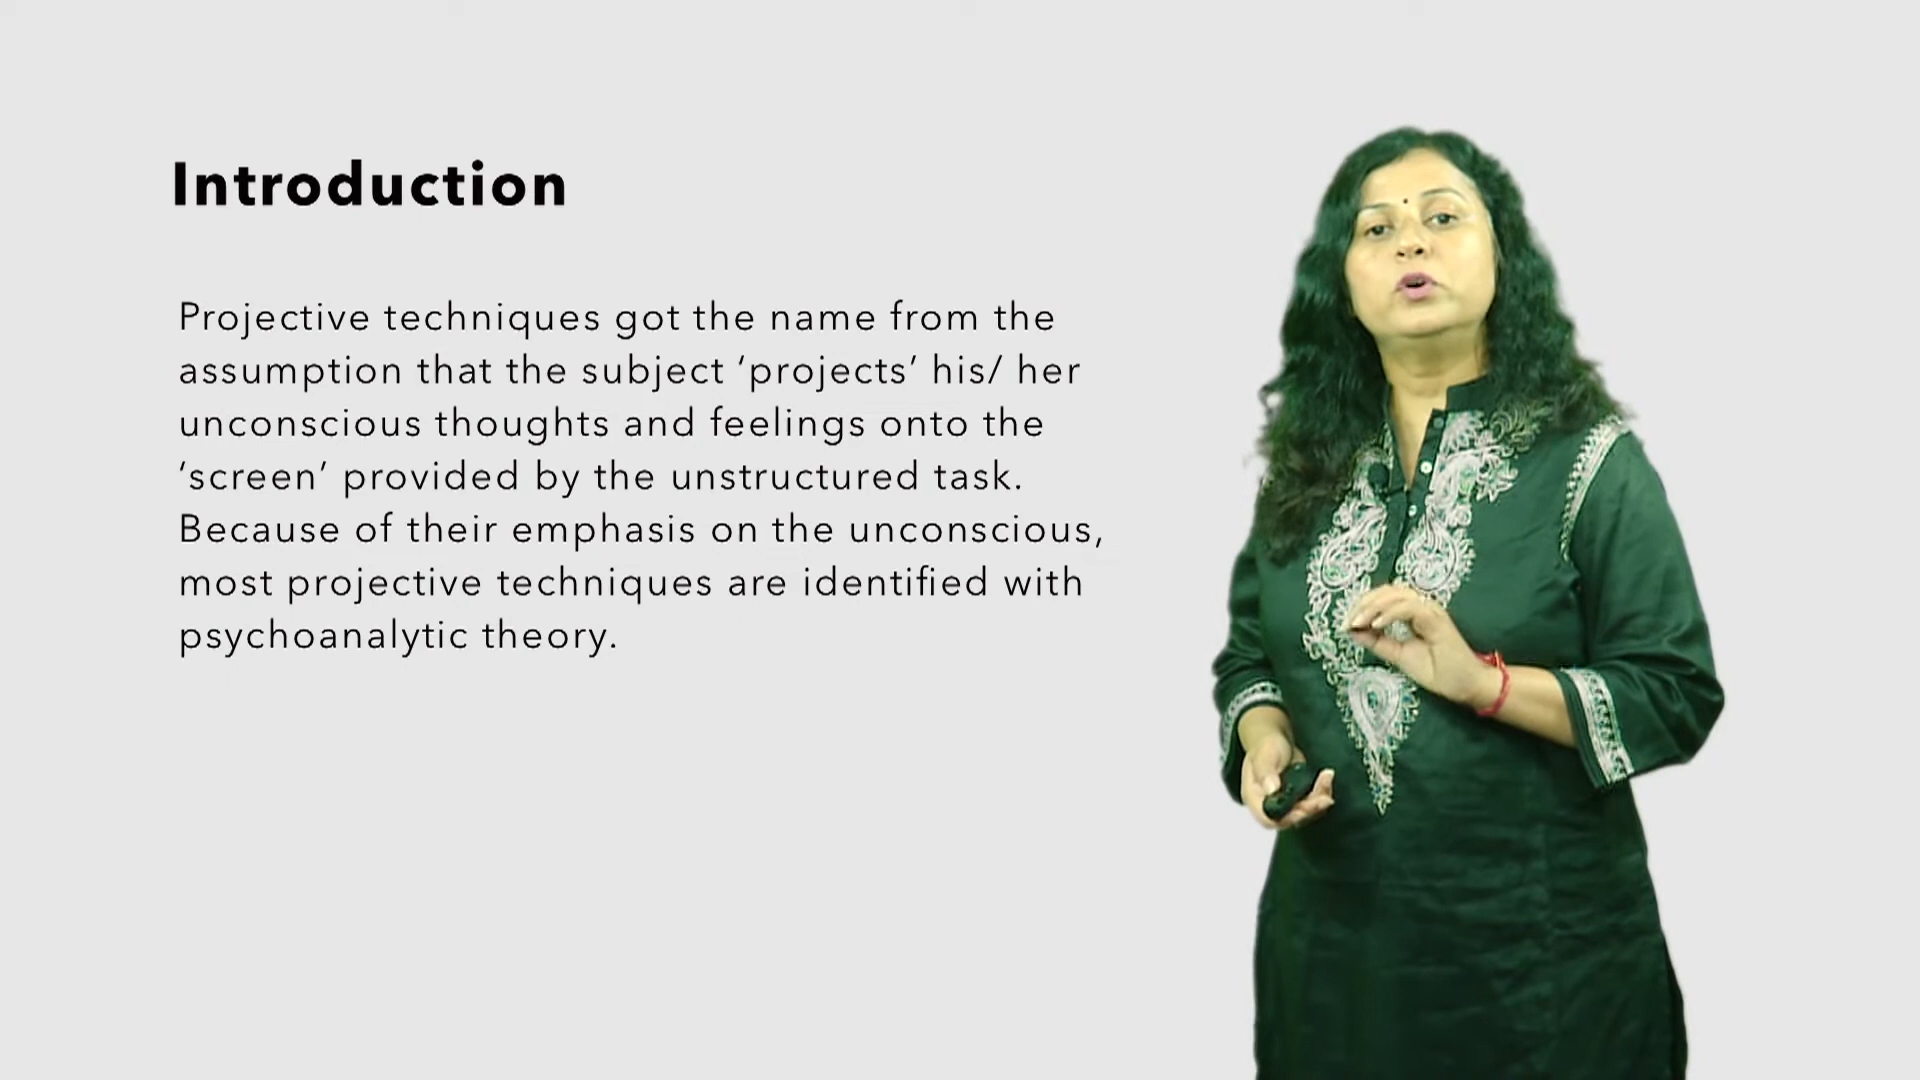 Introduction
Projective techniques got the name from the
assumption that the subject ‘projects’ his/ her
unconscious thoughts and feelings onto the
‘screen’ provided by the unstructured task.
Because of their emphasis on the unconscious,
most projective techniques are identified with
psychoanalytic theory.